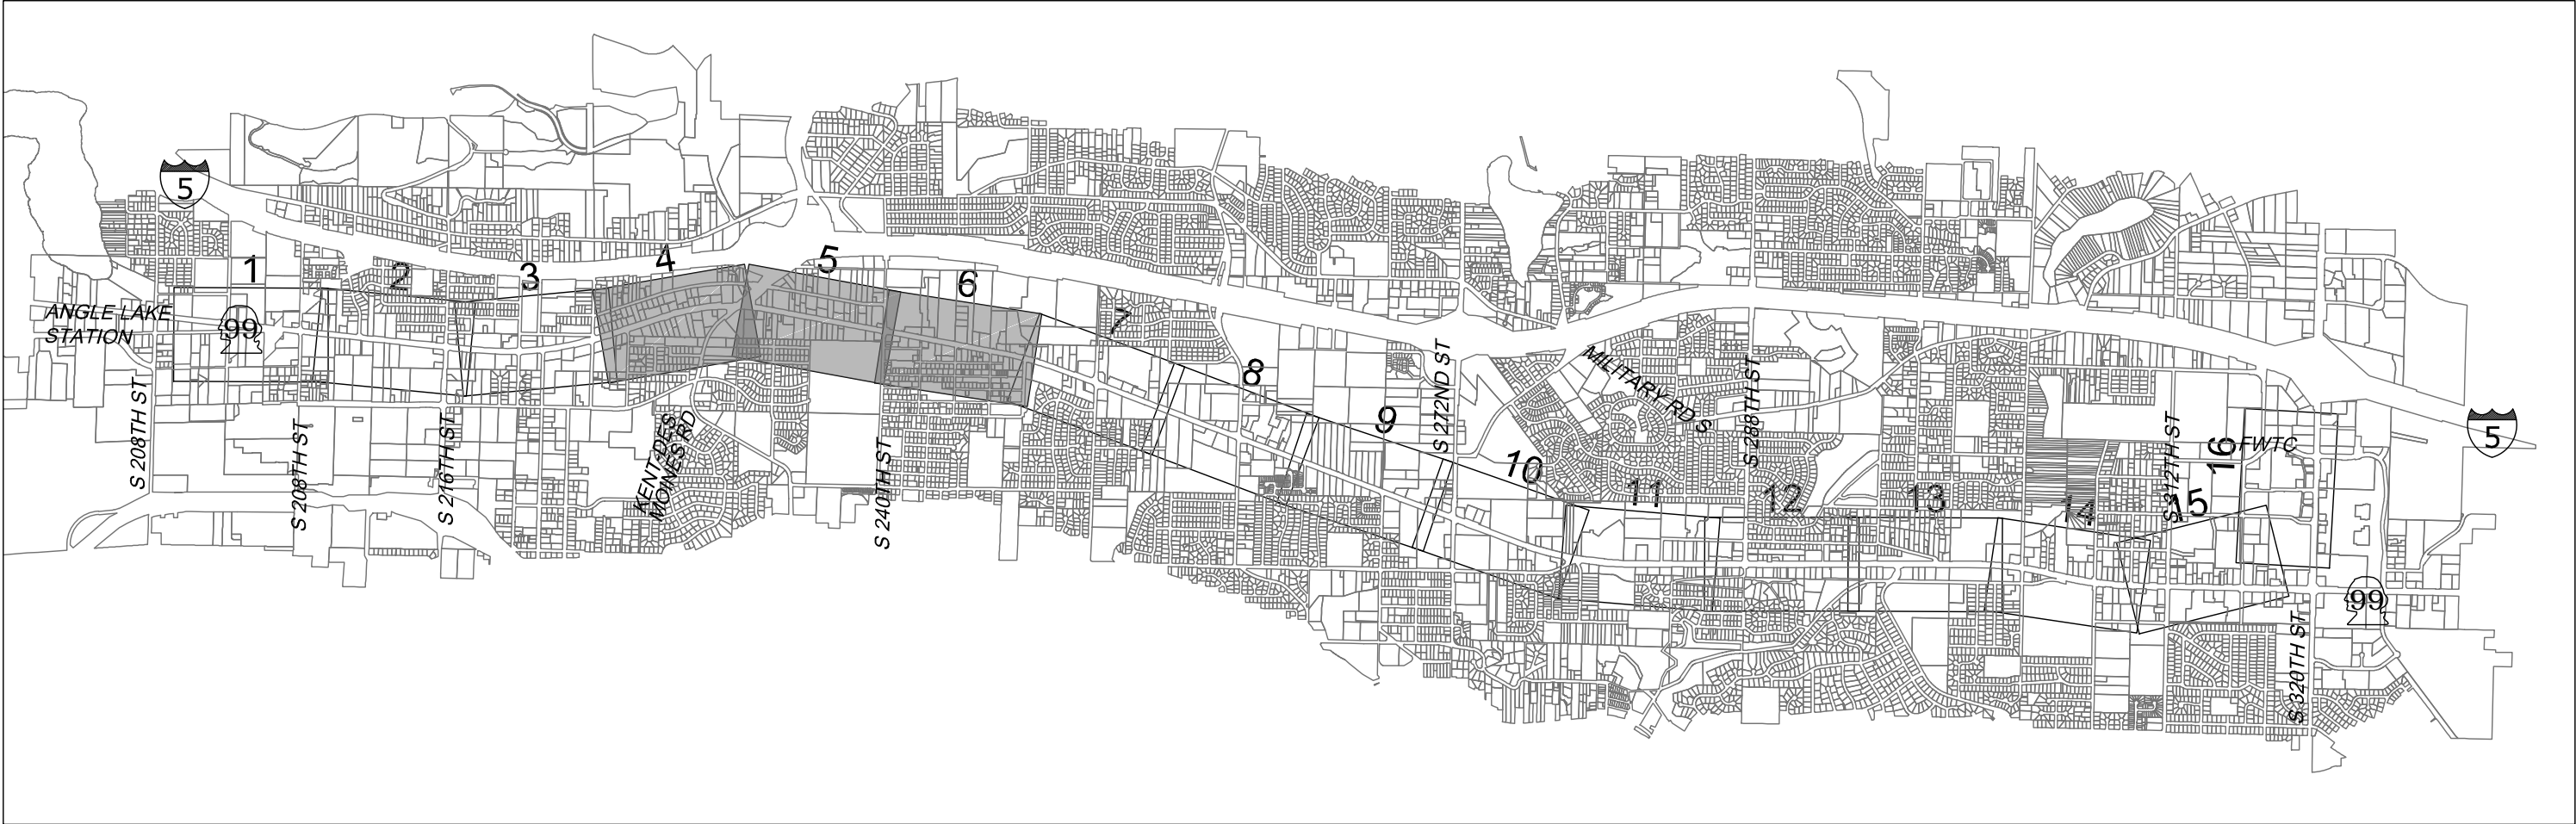 5
1
2
3
4
5
6
7
8
9
10
11
12
13
14
15
16
ANGLE LAKE
STATION
99
S 208TH ST
S 208TH ST
S 216TH ST
KENT-DES
MOINES RD
S 240TH ST
S 272ND ST
MILITARY RD S
S 288TH ST
S 312TH ST
FWTC
5
99
S 320TH ST